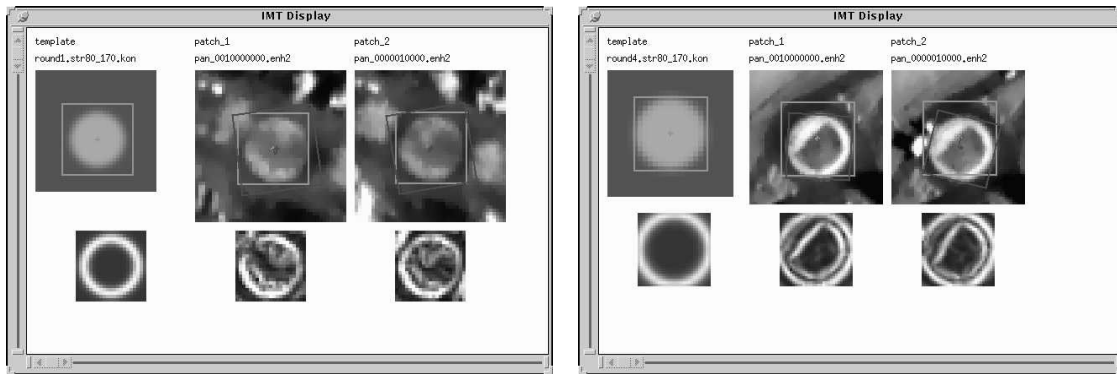 IMT Display
template patch_1 patch_2
round1.str80_170.kon pan_0010000000.enh2 pan_0000010000.enh2
IMT Display
template patch_1 patch_2
round4.str80_170.kon pan_0010000000.enh2 pan_0000010000.enh2